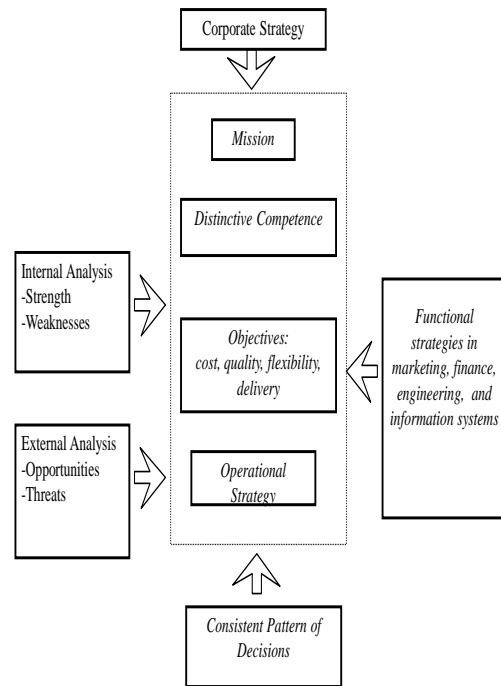 Corporate Strategy
Mission
Distinctive Competence
Internal Analysis
-Strength
-Weaknesses
Objectives:
cost, quality, flexibility,
delivery
Functional
strategies in
marketing, finance,
engineering, and
information systems
External Analysis
-Opportunities
-Threats
Operational
Strategy
Consistent Pattern of
Decisions